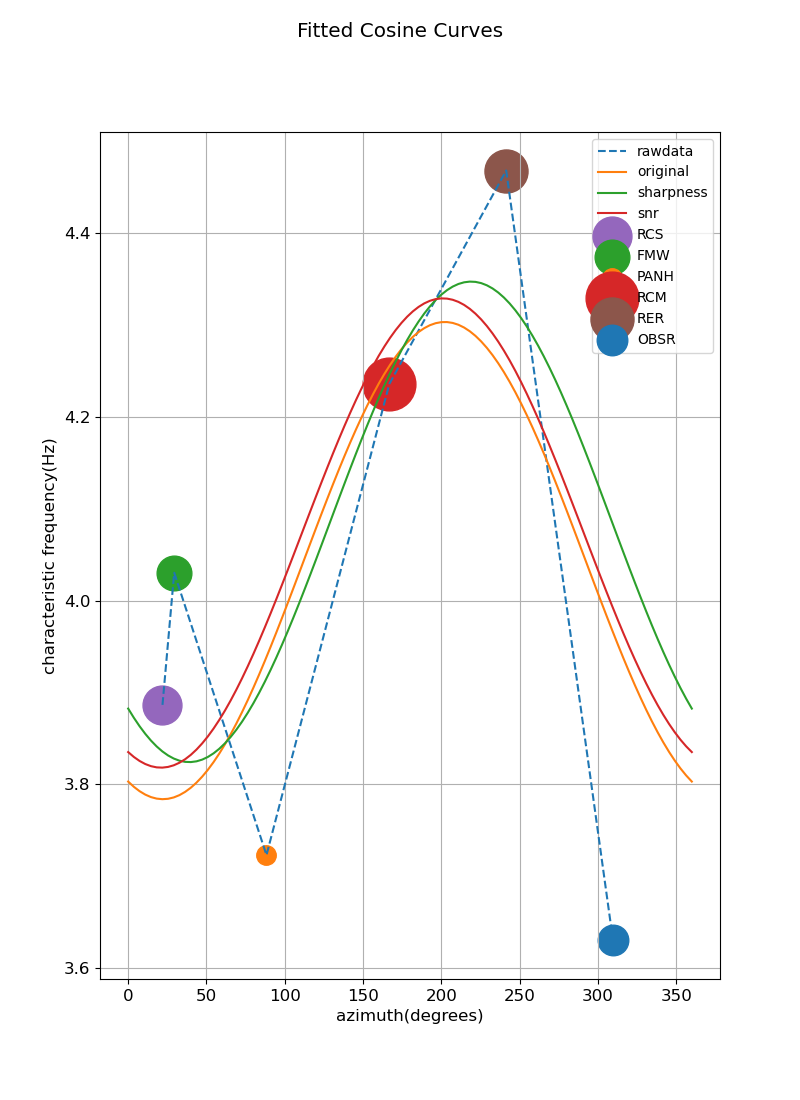 Fitted Cosine Curves
rawdata
original
sharpness
snr
RCS
FMW
PANH
RCM
RER
OBSR
4.4
4.2
4.0
3.8
3.6
characteristic frequency(Hz)
0 50 100 150 200 250 300 350
azimuth(degrees)